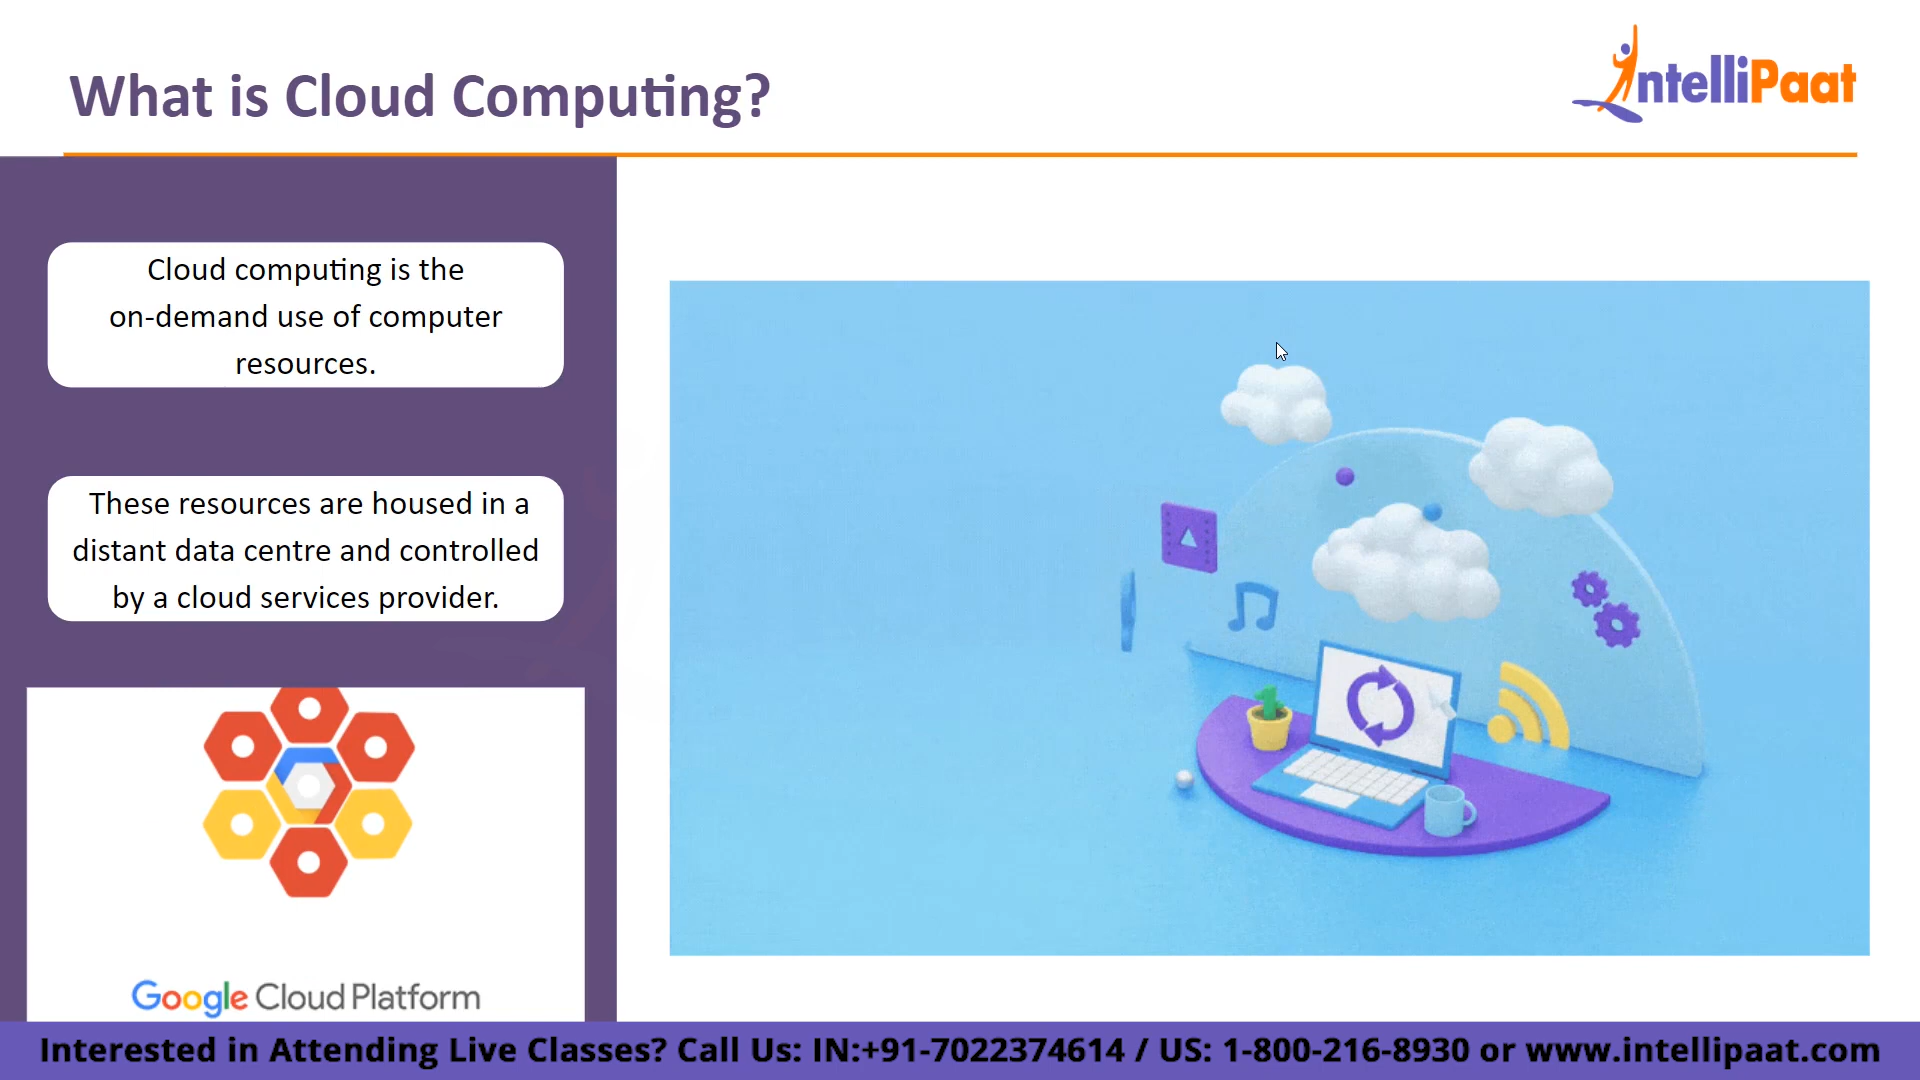 What is Cloud Computing?
IntelliPaat
Cloud computing is the
on-demand use of computer
resources.
These resources are housed in a
distant data centre and controlled
by a cloud services provider.
Google Cloud Platform
Interested in Attending Live Classes? Call Us: IN:+91-7022374614 / US: 1-800-216-8930 or www.intellipaat.com